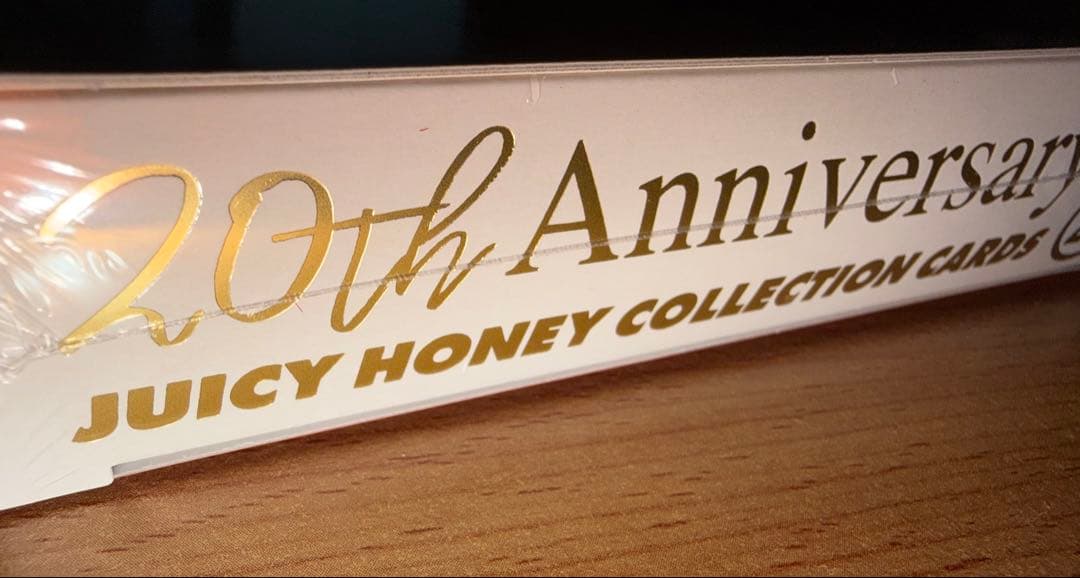 20th Anniversary
JUICY HONEY COLLECTION CARDS